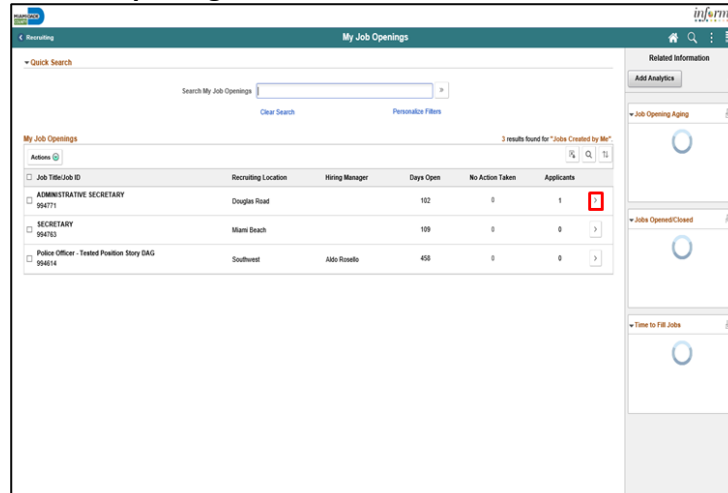 MIAMI-DADE
COUNTY
inform
Recruiting
My Job Openings
Quick Search
Search My Job Openings
Clear Search
Personalize Filters
My Job Openings
3 results found for "Jobs Created by Me".
Actions
Job Title/Job ID Recruiting Location Hiring Manager Days Open No Action Taken Applicants
ADMINISTRATIVE SECRETARY
994771 Douglas Road 102 0 1
SECRETARY
994763 Miami Beach 109 0 0
Police Officer - Tested Position Story DAG
994614 Southwest Aldo Rosello 458 0 0
Related Information
Add Analytics
Job Opening Aging
Jobs Opened/Closed
Time to Fill Jobs